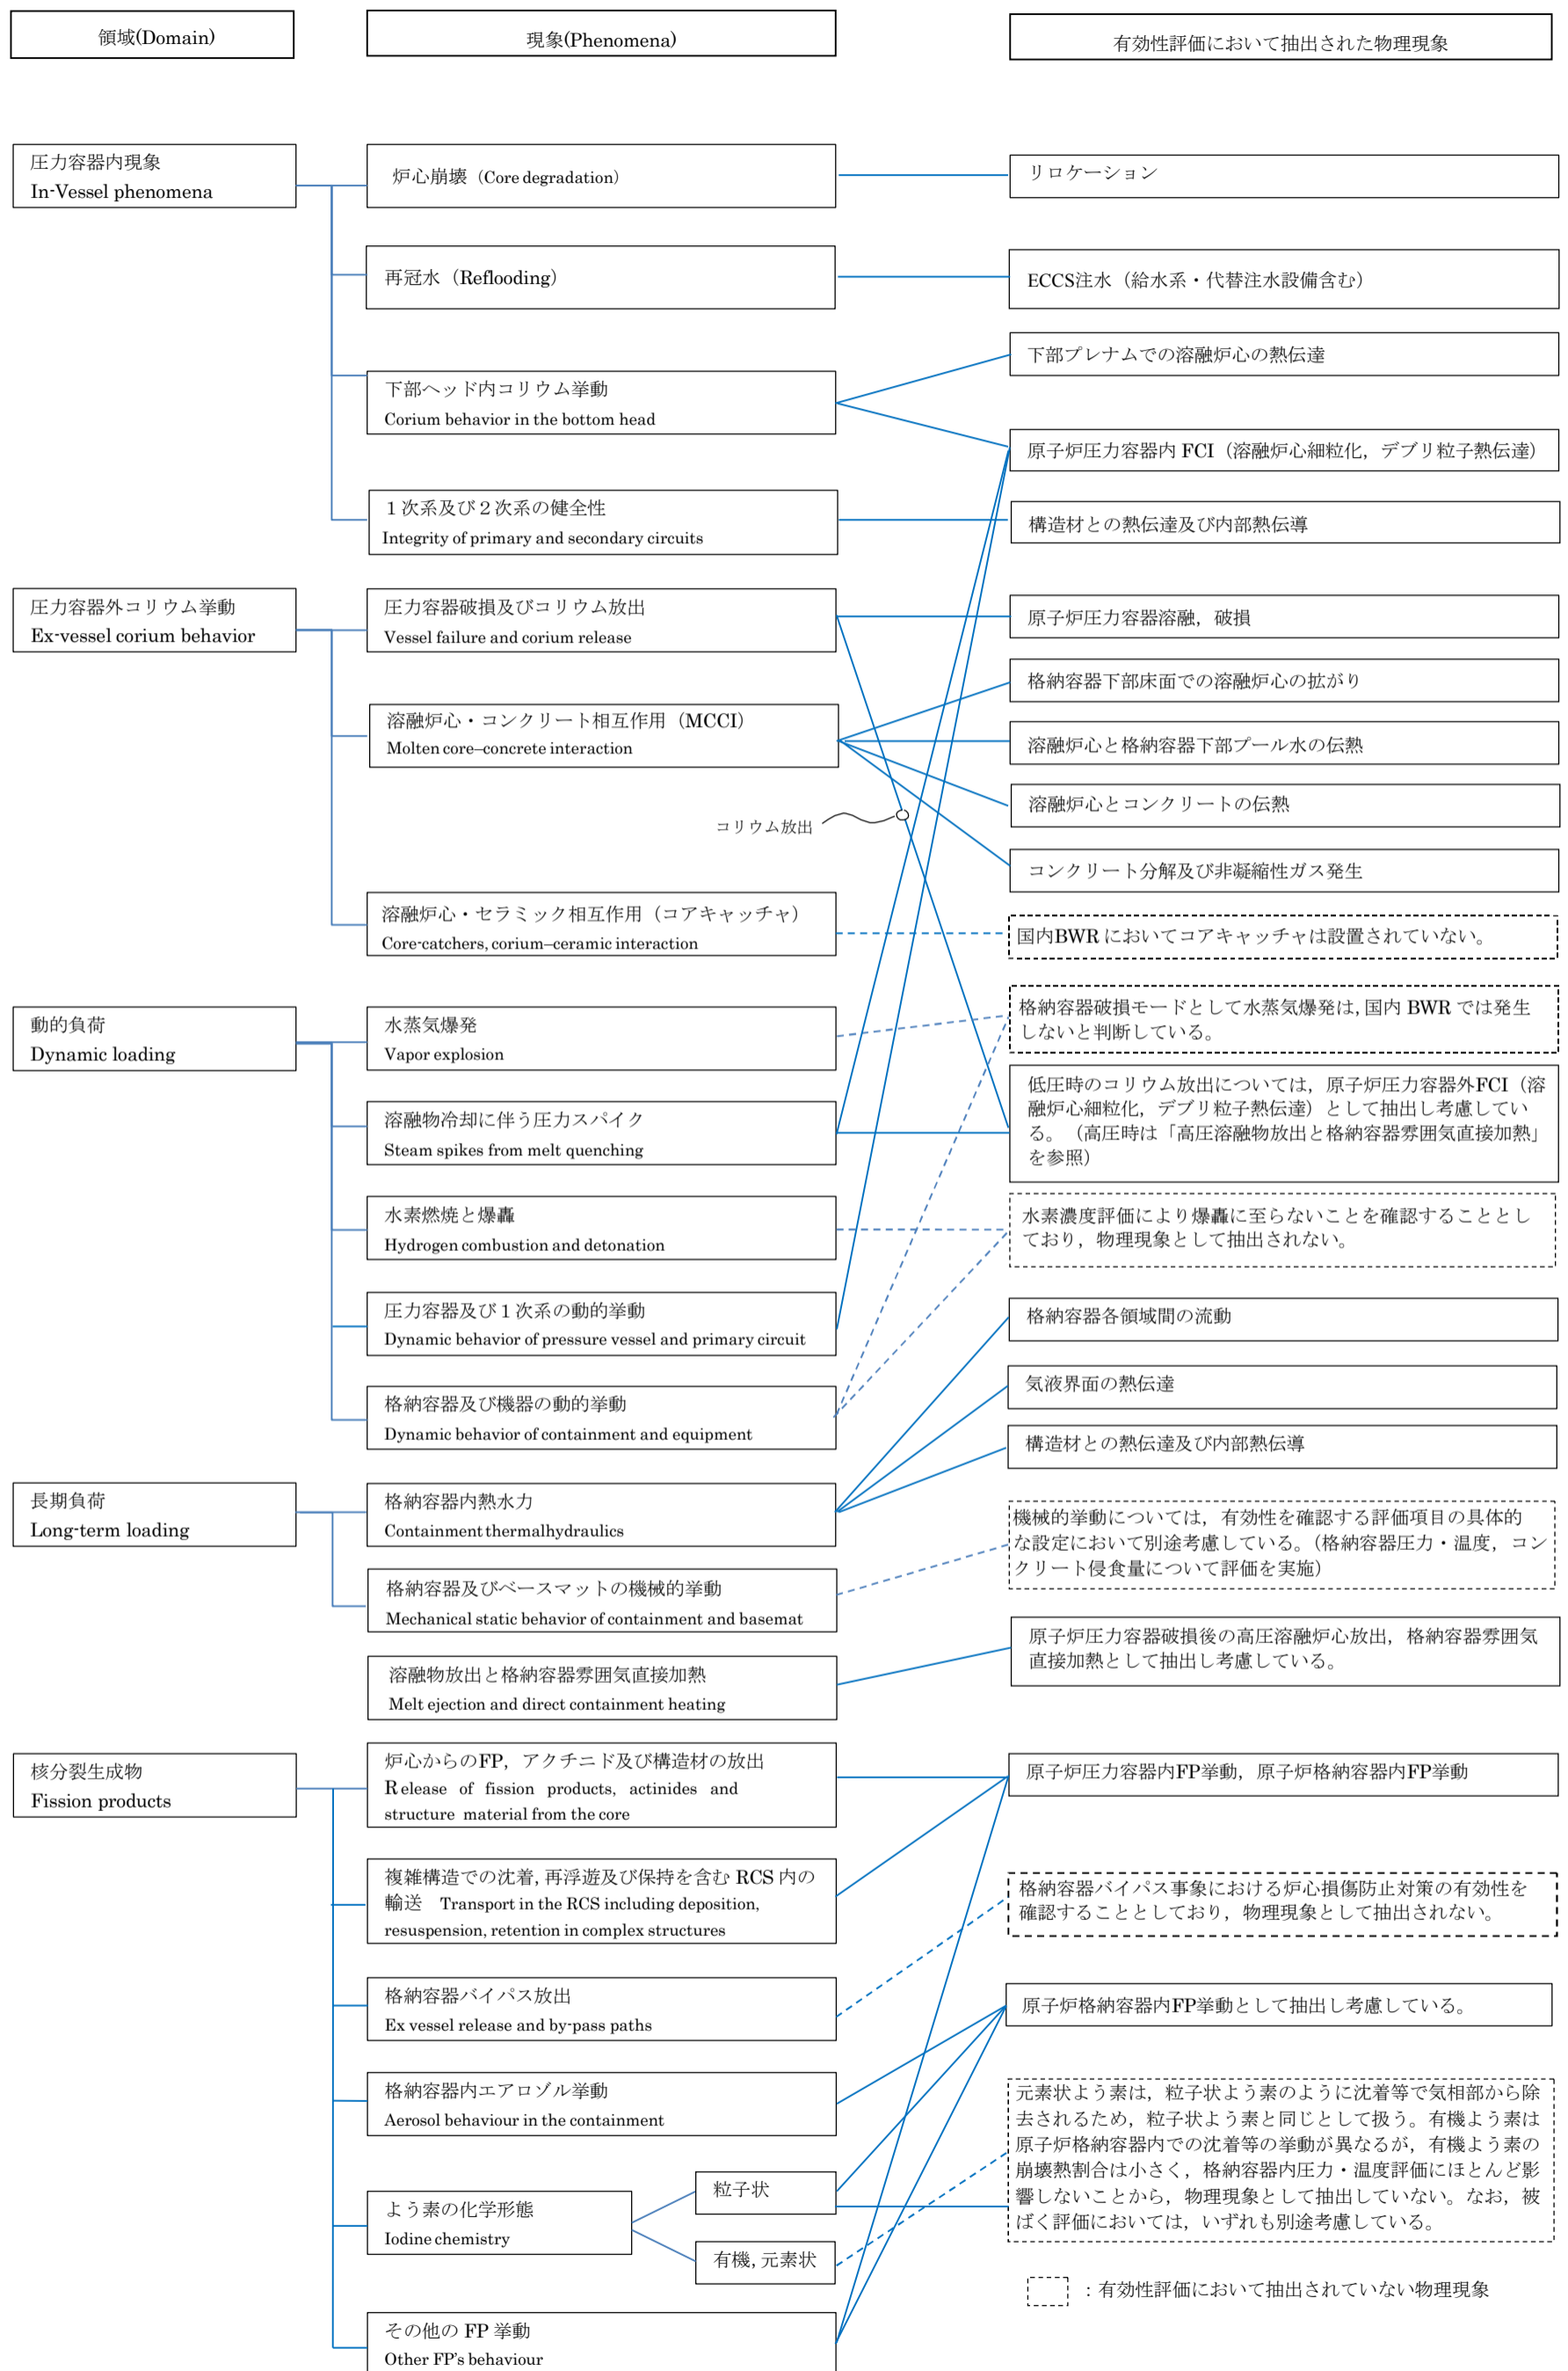 領域(Domain)
現象(Phenomena)
有効性評価において抽出された物理現象
圧力容器内現象
In-Vessel phenomena
炉心崩壊（Core degradation）
リロケーション
再冠水（Reflooding）
ECCS注水（給水系・代替注水設備含む）
下部ヘッド内コリウム挙動
Corium behavior in the bottom head
下部プレナムでの溶融炉心の熱伝達
原子炉圧力容器内 FCI（溶融炉心細粒化，デブリ粒子熱伝達）
１次系及び２次系の健全性
Integrity of primary and secondary circuits
構造材との熱伝達及び内部熱伝導
圧力容器外コリウム挙動
Ex-vessel corium behavior
圧力容器破損及びコリウム放出
Vessel failure and corium release
原子炉圧力容器溶融，破損
溶融炉心・コンクリート相互作用（MCCI）
Molten core–concrete interaction
格納容器下部床面での溶融炉心の拡がり
溶融炉心と格納容器下部プール水の伝熱
溶融炉心とコンクリートの伝熱
コリウム放出
コンクリート分解及び非凝縮性ガス発生
溶融炉心・セラミック相互作用（コアキャッチャ）
Core-catchers, corium–ceramic interaction
国内BWR においてコアキャッチャは設置されていない。
動的負荷
Dynamic loading
水蒸気爆発
Vapor explosion
格納容器破損モードとして水蒸気爆発は, 国内 BWR では発生
しないと判断している。
溶融物冷却に伴う圧力スパイク
Steam spikes from melt quenching
低圧時のコリウム放出については，原子炉圧力容器外FCI（溶
融炉心細粒化，デブリ粒子熱伝達）として抽出し考慮してい
る。（高圧時は「高圧溶融物放出と格納容器雰囲気直接加熱」
を参照）
水素燃焼と爆轟
Hydrogen combustion and detonation
水素濃度評価により爆轟に至らないことを確認することとし
ており，物理現象として抽出されない。
圧力容器及び１次系の動的挙動
Dynamic behavior of pressure vessel and primary circuit
格納容器各領域間の流動
格納容器及び機器の動的挙動
Dynamic behavior of containment and equipment
気液界面の熱伝達
構造材との熱伝達及び内部熱伝導
長期負荷
Long-term loading
格納容器内熱水力
Containment thermalhydraulics
機械的挙動については，有効性を確認する評価項目の具体的
な設定において別途考慮している。（格納容器圧力・温度，コン
クリート侵食量について評価を実施）
格納容器及びベースマットの機械的挙動
Mechanical static behavior of containment and basemat
溶融物放出と格納容器雰囲気直接加熱
Melt ejection and direct containment heating
原子炉圧力容器破損後の高圧溶融炉心放出，格納容器雰囲気
直接加熱として抽出し考慮している。
核分裂生成物
Fission products
炉心からのFP，アクチニド及び構造材の放出
Release of fission products, actinides and
structure material from the core
原子炉圧力容器内FP挙動，原子炉格納容器内FP挙動
複雑構造での沈着, 再浮遊及び保持を含む RCS 内の
輸送　Transport in the RCS including deposition,
resuspension, retention in complex structures
格納容器バイパス事象における炉心損傷防止対策の有効性を
確認することとしており，物理現象として抽出されない。
格納容器バイパス放出
Ex vessel release and by-pass paths
原子炉格納容器内FP挙動として抽出し考慮している。
格納容器内エアロゾル挙動
Aerosol behaviour in the containment
元素状よう素は，粒子状よう素のように沈着等で気相部から除
去されるため，粒子状よう素と同じとして扱う。有機よう素は
原子炉格納容器内での沈着等の挙動が異なるが，有機よう素の
崩壊熱割合は小さく，格納容器内圧力・温度評価にほとんど影
響しないことから，物理現象として抽出していない。なお，被
ばく評価においては，いずれも別途考慮している。
よう素の化学形態
Iodine chemistry
粒子状
有機, 元素状
：有効性評価において抽出されていない物理現象
その他の FP 挙動
Other FP's behaviour